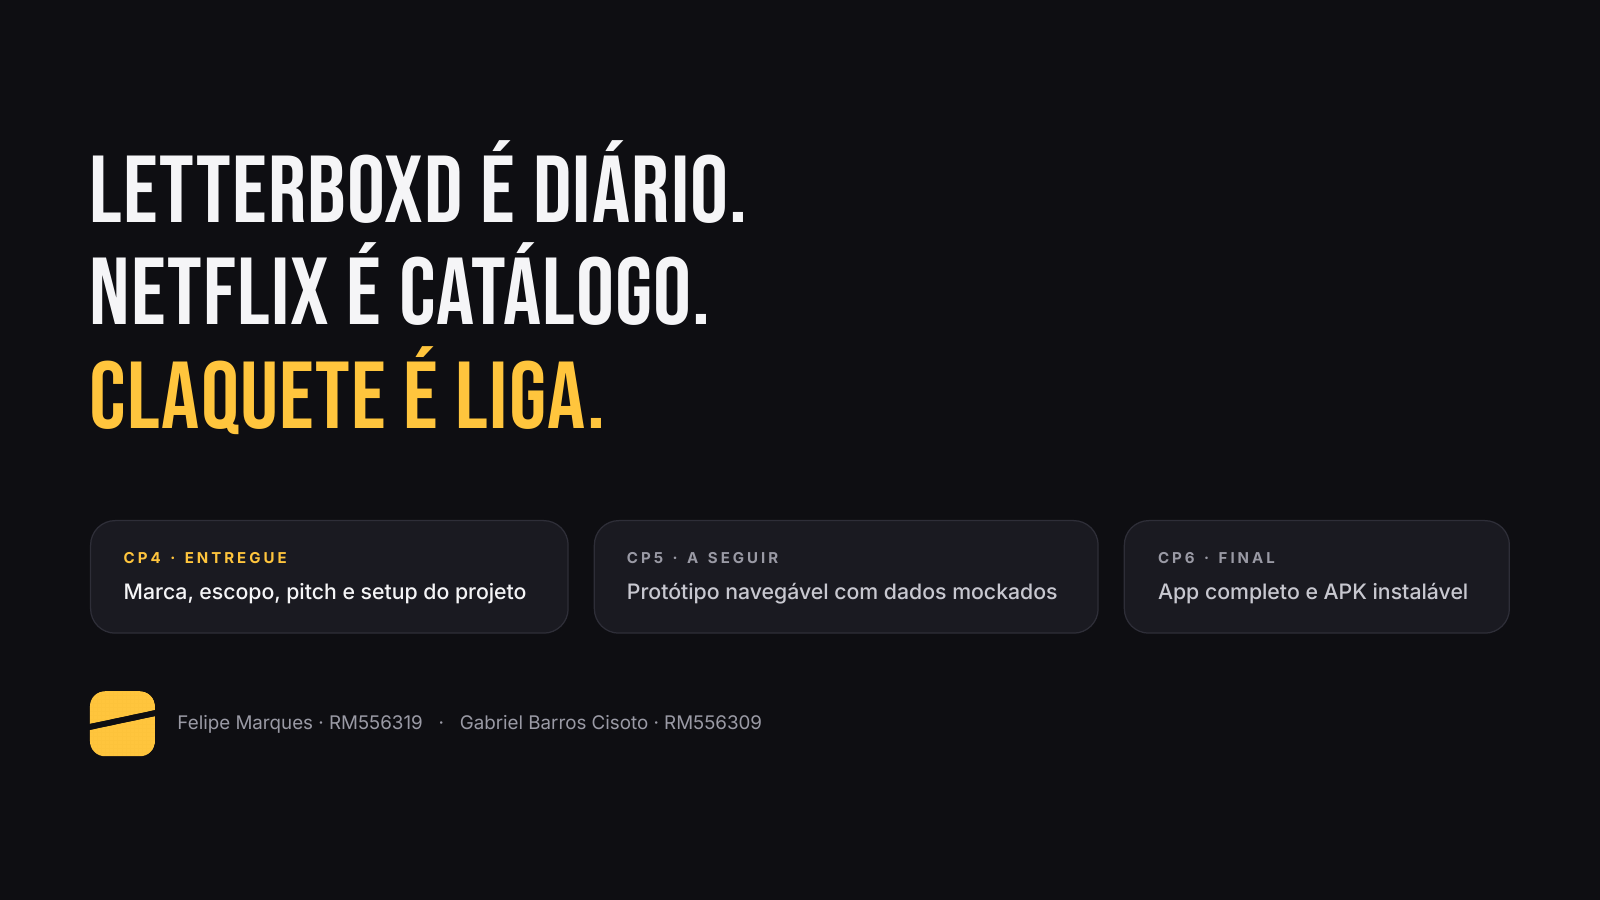 LETTERBOXD É DIÁRIO.
NETFLIX É CATÁLOGO.
CLAQUETE É LIGA.
CP4 · ENTREGUE
Marca, escopo, pitch e setup do projeto
CP5 · A SEGUIR
Protótipo navegável com dados mockados
CP6 · FINAL
App completo e APK instalável
Felipe Marques · RM556319 · Gabriel Barros Cisoto · RM556309